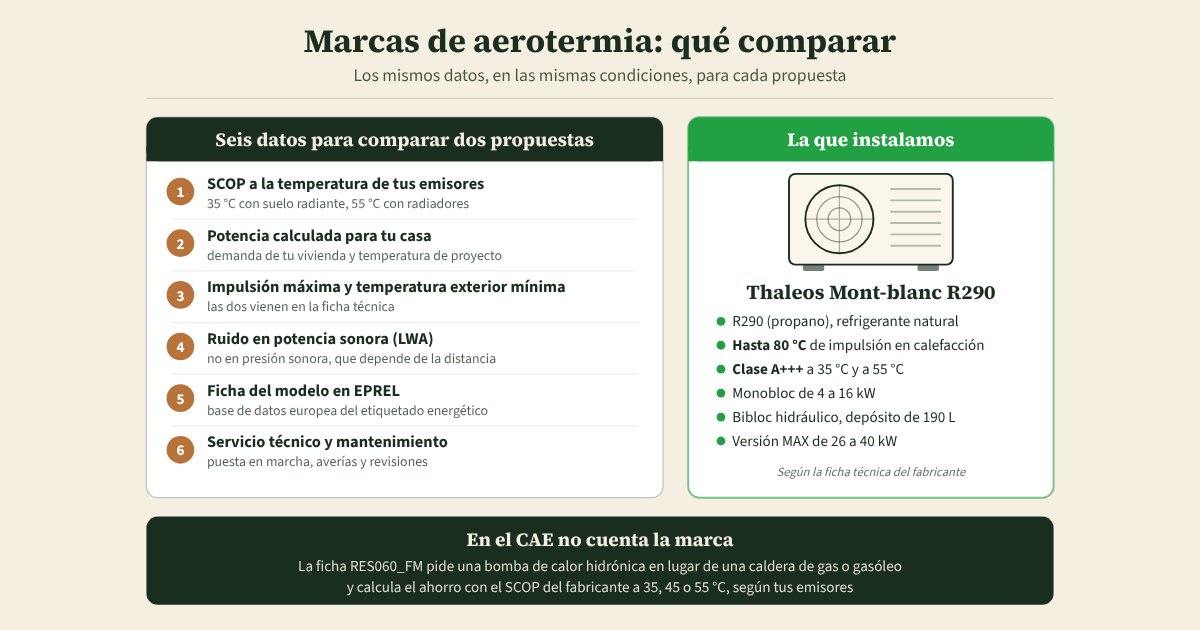 Marcas de aerotermia: qué comparar
Los mismos datos, en las mismas condiciones, para cada propuesta
Seis datos para comparar dos propuestas
1
SCOP a la temperatura de tus emisores
35 °C con suelo radiante, 55 °C con radiadores
2
Potencia calculada para tu casa
demanda de tu vivienda y temperatura de proyecto
3
Impulsión máxima y temperatura exterior mínima
las dos vienen en la ficha técnica
4
Ruido en potencia sonora (LWA)
no en presión sonora, que depende de la distancia
5
Ficha del modelo en EPREL
base de datos europea del etiquetado energético
6
Servicio técnico y mantenimiento
puesta en marcha, averías y revisiones
La que instalamos
Thaleos Mont-blanc R290
R290 (propano), refrigerante natural
Hasta 80 °C de impulsión en calefacción
Clase A+++ a 35 °C y a 55 °C
Monobloc de 4 a 16 kW
Bibloc hidráulico, depósito de 190 L
Versión MAX de 26 a 40 kW
Según la ficha técnica del fabricante
En el CAE no cuenta la marca
La ficha RES060_FM pide una bomba de calor hidrónica en lugar de una caldera de gas o gasóleo
y calcula el ahorro con el SCOP del fabricante a 35, 45 o 55 °C, según tus emisores